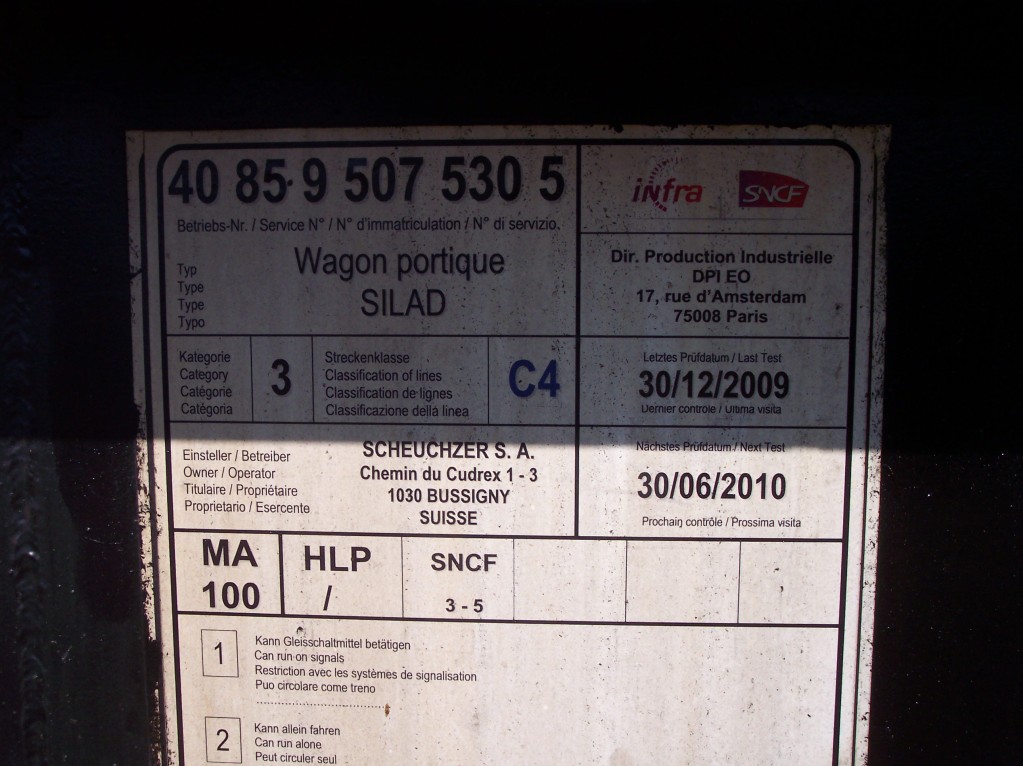 40 85 9 507 530 5
Betriebs-Nr. / Service N° / N° d'immatriculation / N° di servizio.
Typ
Type
Type
Typo
Wagon portique
SILAD
infra
SNCF
Dir. Production Industrielle
DPI EO
17, rue d'Amsterdam
75008 Paris
Kategorie
Category
Catégorie
Catégoria
3
Streckenklasse
Classification of lines
Classification de lignes
Classificazione della linea
C4
Letztes Prüfdatum / Last Test
30/12/2009
Dernier contrôle / Ultima visita
Einsteller / Betreiber
Owner / Operator
Titulaire / Propriétaire
Proprietario / Esercente
SCHEUCHZER S. A.
Chemin du Cudrex 1 - 3
1030 BUSSIGNY
SUISSE
Nächstes Prüfdatum / Next Test
30/06/2010
Prochain contrôle / Prossima visita
MA
100
HLP
/
SNCF
3 - 5
1
Kann Gleisschaltmittel betätigen
Can run on signals
Restriction avec les systèmes de signalisation
Puo circolare come treno
2
Kann allein fahren
Can run alone
Peut circuler seul